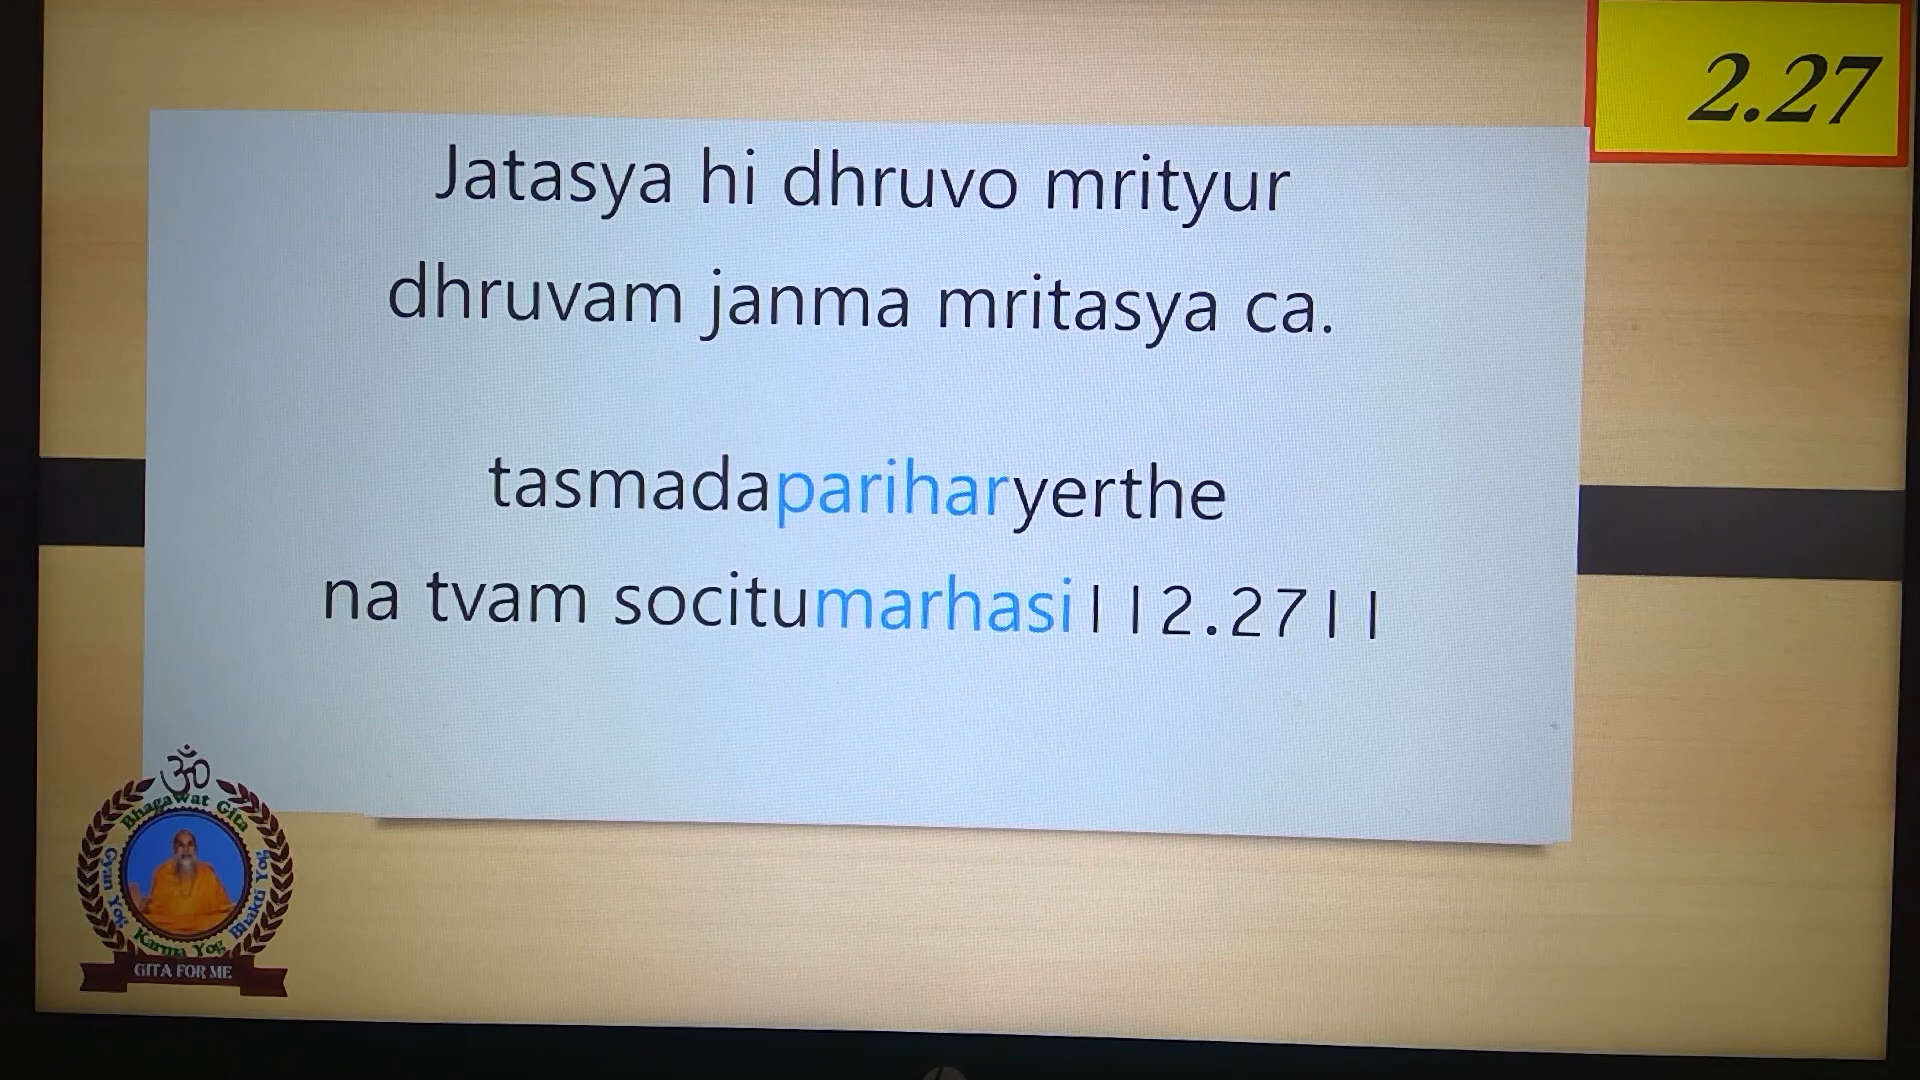 2.27
Jatasya hi dhruvo mrityur
dhruvam janma mritasya ca.
tasmadapariharyerthe
na tvam socitumarhasi||2.27||
ॐ
Bhagawat Gita
Gyan Yog
Bhakti Yog
Karma Yog
GITA FOR ME